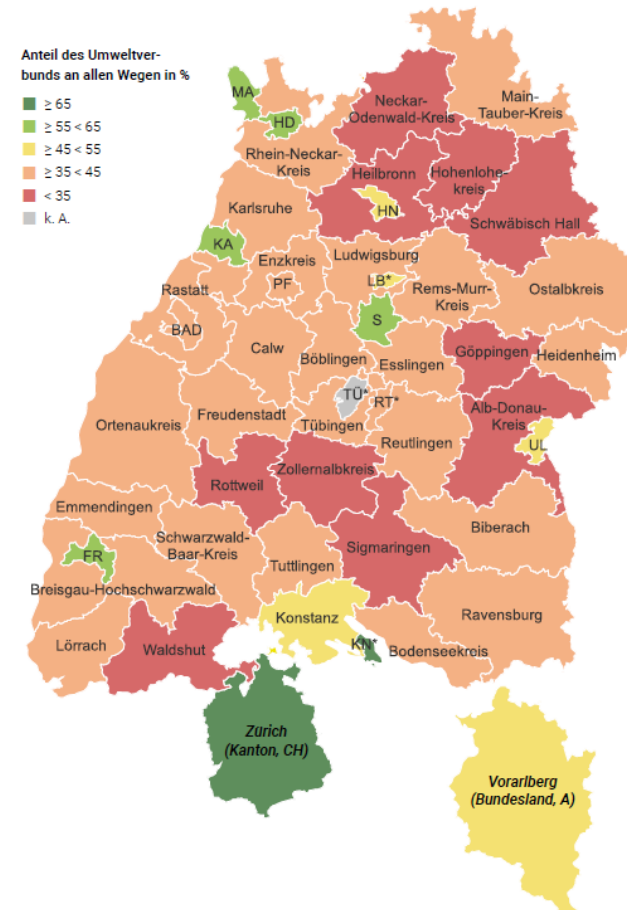 Anteil des Umweltver-
bunds an allen Wegen in %
≥ 65
≥ 55 < 65
≥ 45 < 55
≥ 35 < 45
< 35
k. A.
MA
HD
Neckar-
Odenwald-Kreis
Main-
Tauber-Kreis
Rhein-Neckar-
Kreis
Heilbronn
Hohenlohe-
kreis
HN
Schwäbisch Hall
Karlsruhe
KA
Enzkreis
Ludwigsburg
PF
LB*
Rems-Murr-
Kreis
Ostalbkreis
Rastatt
BAD
S
Calw
Böblingen
Esslingen
Göppingen
Heidenheim
TÜ*
RT*
Alb-Donau-
Kreis
Ortenaukreis
Freudenstadt
Tübingen
Reutlingen
UL
Rottweil
Zollernalbkreis
Emmendingen
Schwarzwald-
Baar-Kreis
Biberach
Sigmaringen
FR
Tuttlingen
Breisgau-Hochschwarzwald
Konstanz
Ravensburg
Lörrach
Waldshut
KN*
Bodenseekreis
Zürich
(Kanton, CH)
Vorarlberg
(Bundesland, A)